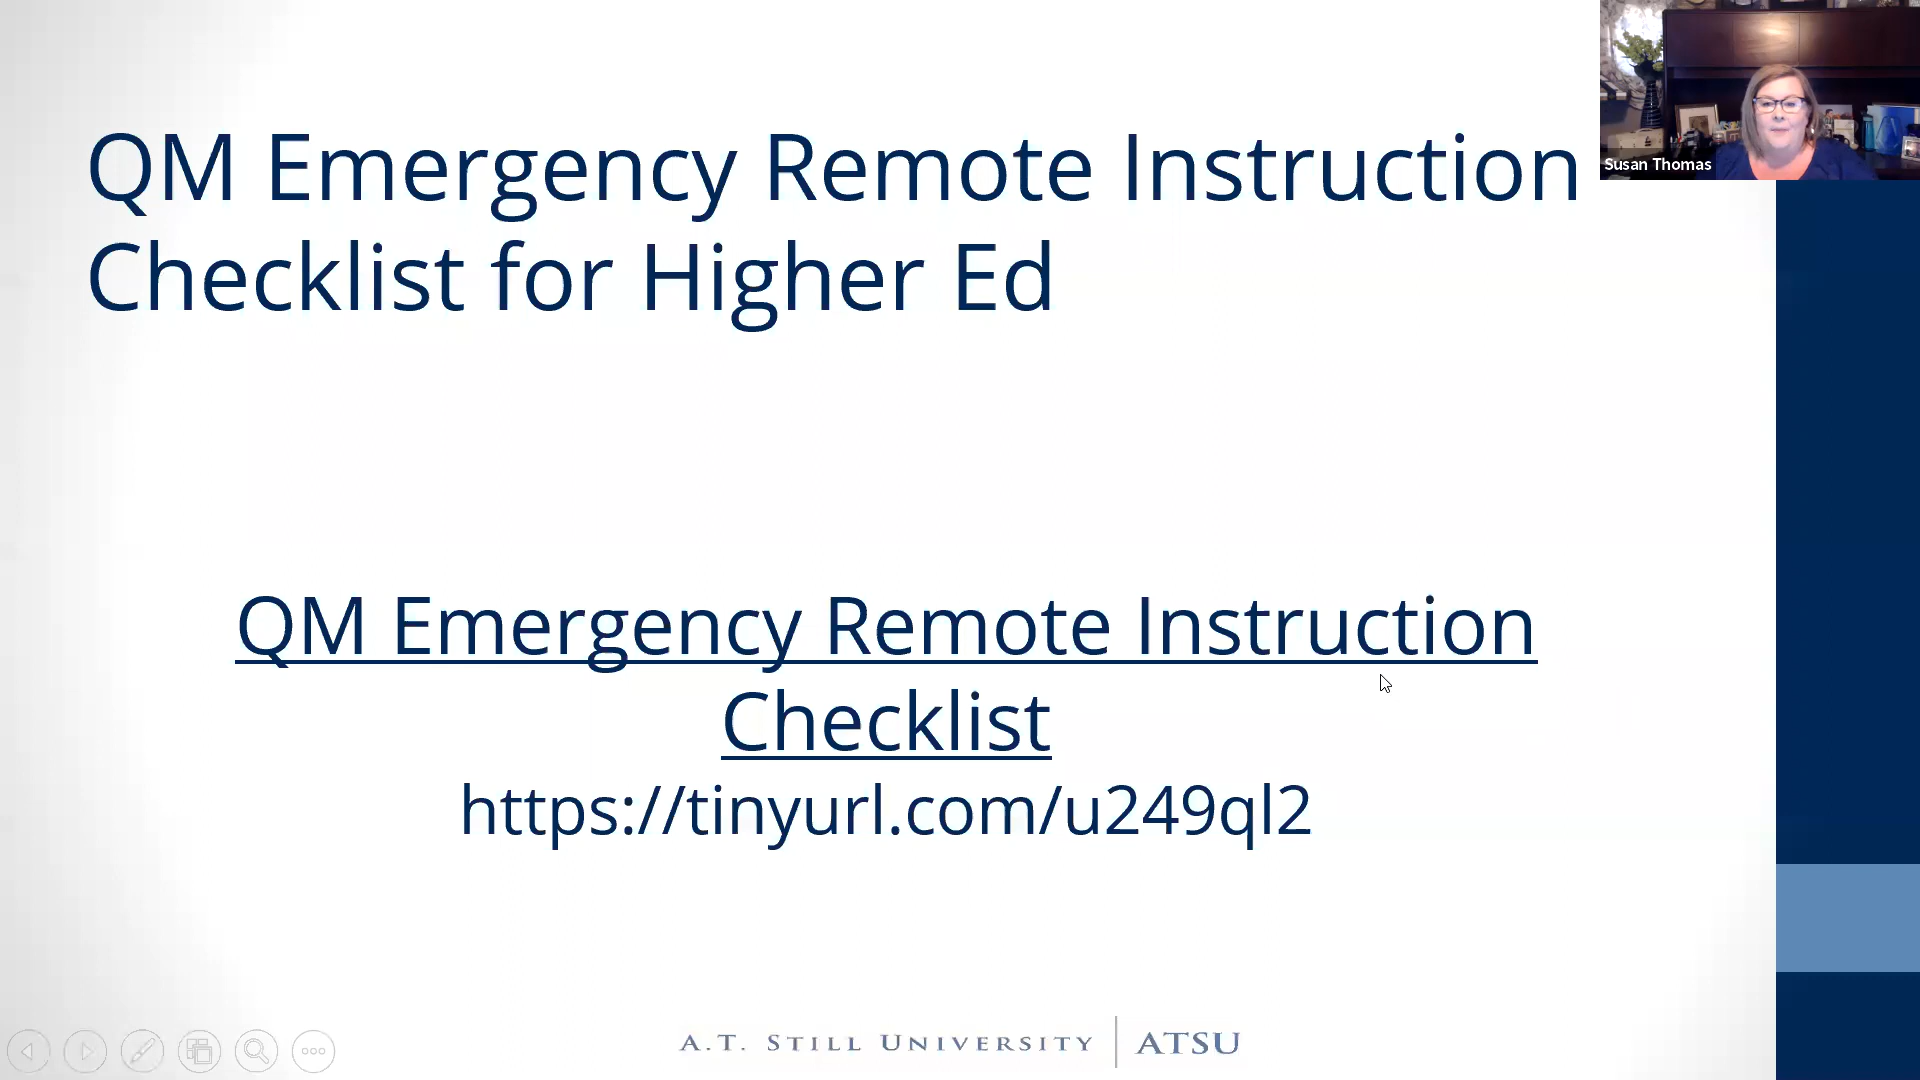 QM Emergency Remote Instruction
Checklist for Higher Ed
Susan Thomas
QM Emergency Remote Instruction
Checklist
https://tinyurl.com/u249ql2
A.T. STILL UNIVERSITY | ATSU